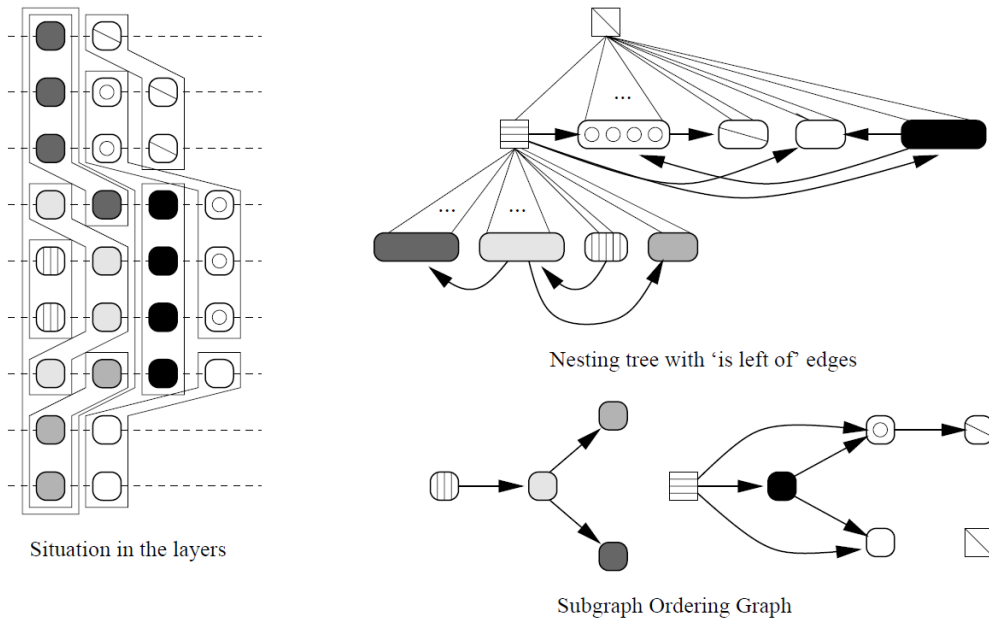 ...
... ...
Nesting tree with ‘is left of’ edges
Situation in the layers
Subgraph Ordering Graph